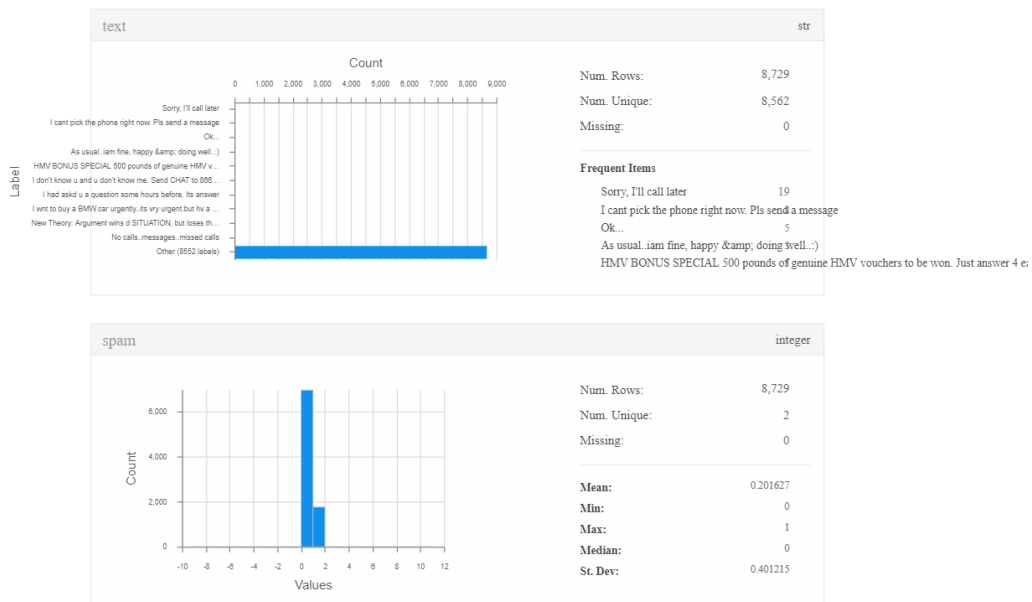 text str
Count
0 1,000 2,000 3,000 4,000 5,000 6,000 7,000 8,000 9,000
Label
Sorry, I'll call later
I cant pick the phone right now. Pls send a message
Ok...
As usual..iam fine, happy &amp; doing well..:)
HMV BONUS SPECIAL 500 pounds of genuine HMV v...
I don't know u and u don't know me. Send CHAT to 866...
I had askd u a question some hours before. Its answer
I wnt to buy a BMW car urgently..its vry urgent.but hv a ...
New Theory: Argument wins d SITUATION, but loses th...
No calls..messages..missed calls
Other (8552 labels)
Num. Rows: 8,729
Num. Unique: 8,562
Missing: 0
Frequent Items
Sorry, I'll call later 19
I cant pick the phone right now. Pls send a message
Ok... 5
As usual..iam fine, happy &amp; doing well..:)
HMV BONUS SPECIAL 500 pounds of genuine HMV vouchers to be won. Just answer 4 ea
spam integer
Count
6,000
4,000
2,000
0
-10 -8 -6 -4 -2 0 2 4 6 8 10 12
Values
Num. Rows: 8,729
Num. Unique: 2
Missing: 0
Mean: 0.201627
Min: 0
Max: 1
Median: 0
St. Dev: 0.401215